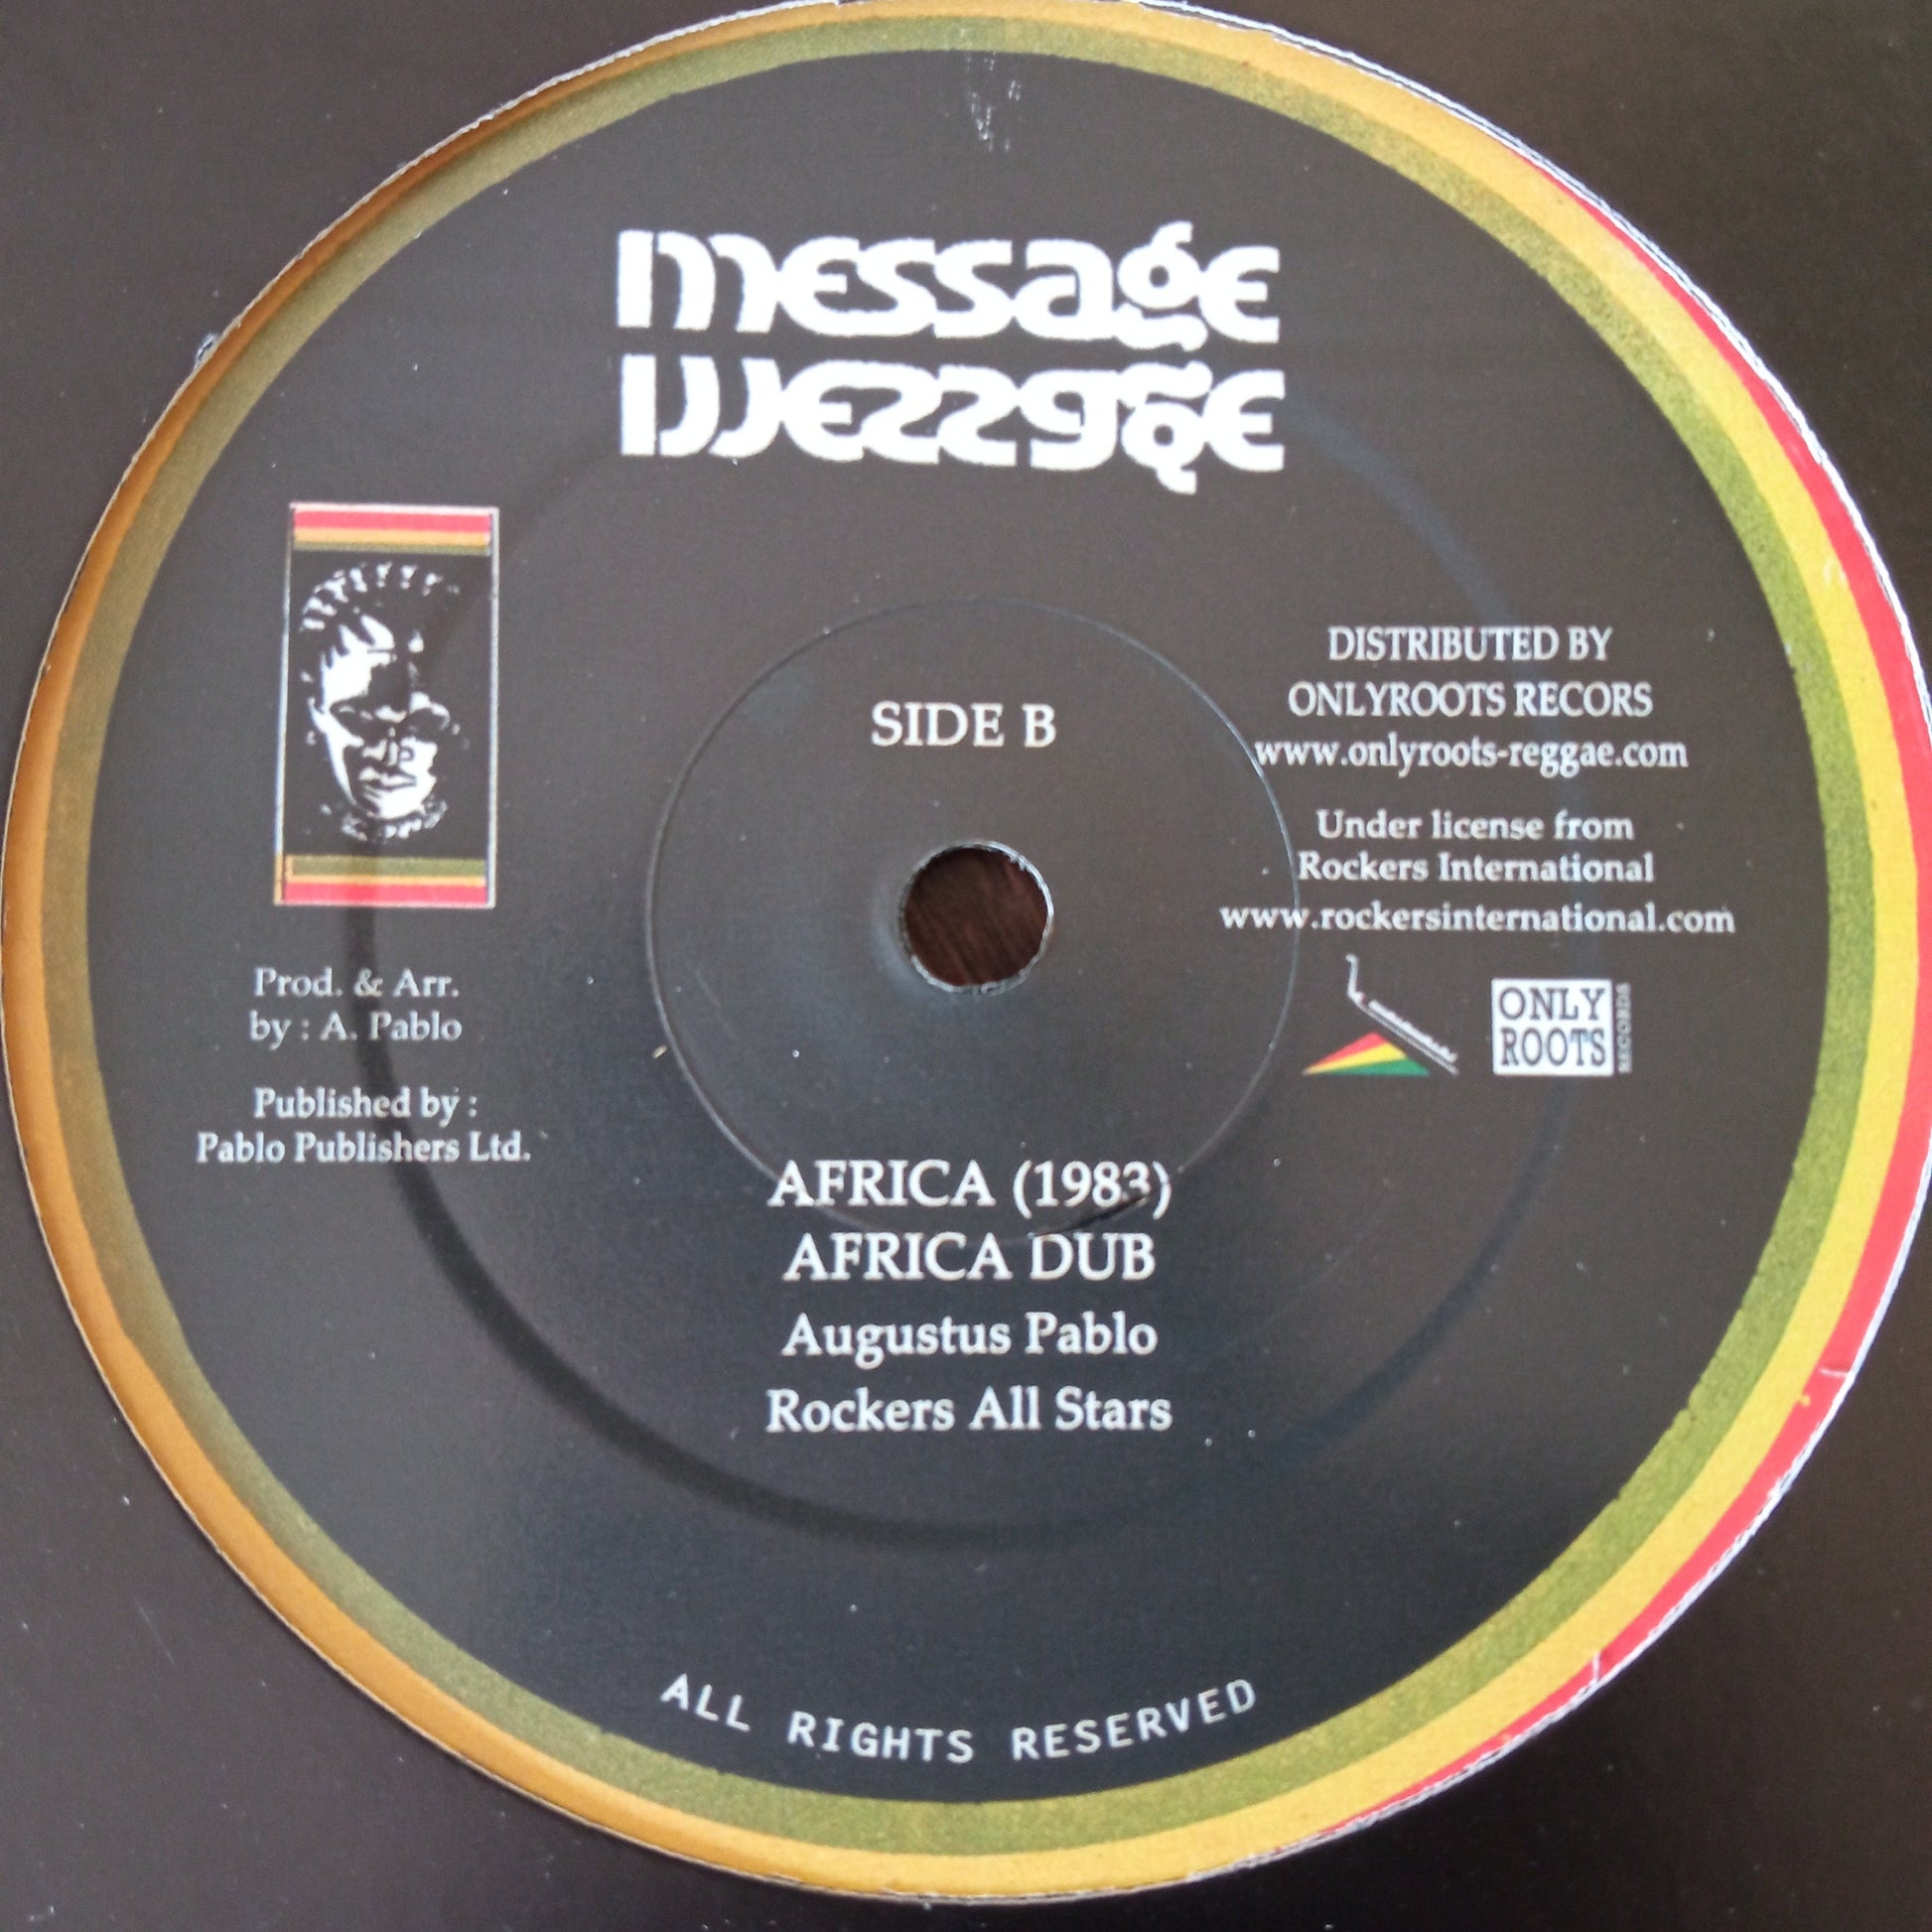 message
message
SIDE B
DISTRIBUTED BY
ONLYROOTS RECORS
www.onlyroots-reggae.com
Under license from
Rockers International
www.rockersinternational.com
ONLY
ROOTS
RECORDS
Prod. & Arr.
by : A. Pablo
Published by :
Pablo Publishers Ltd.
AFRICA (1983)
AFRICA DUB
Augustus Pablo
Rockers All Stars
ALL RIGHTS RESERVED